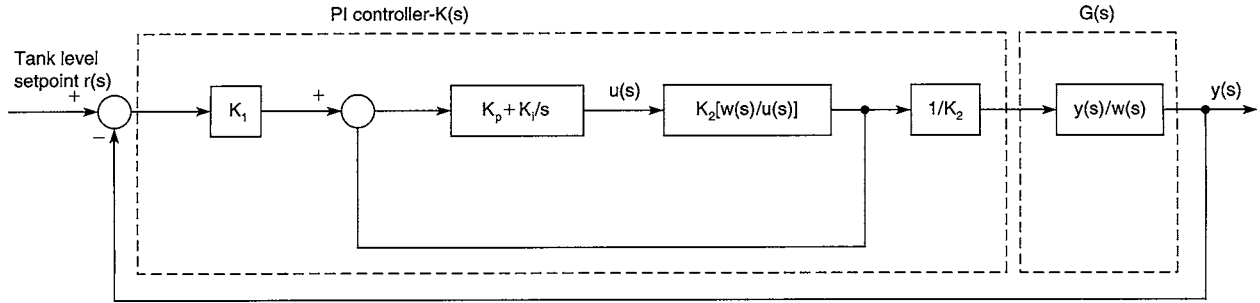 PI controller-K(s)
G(s)
Tank level
setpoint r(s)
+
−
K₁
+
Kₚ + Kᵢ/s
u(s)
K₂[w(s)/u(s)]
1/K₂
y(s)/w(s)
y(s)